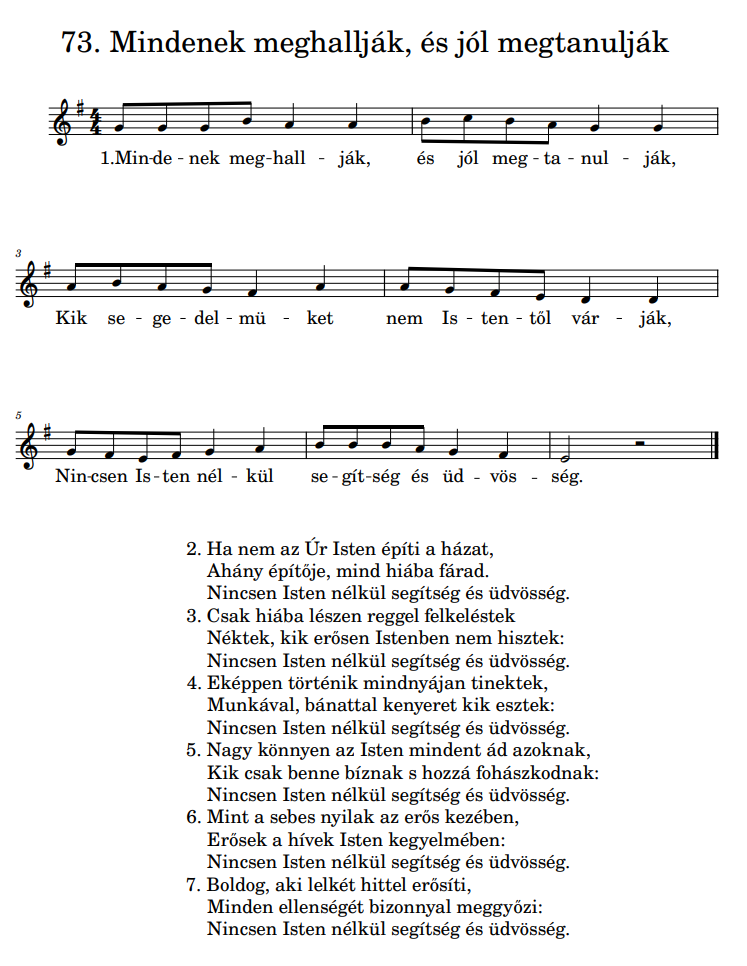 73. Mindenek meghallják, és jól megtanulják
4 4
1.Min-de - nek meg-hall - ják, és jól meg - ta - nul - ják,
3
Kik se - ge - del - mü - ket nem Is - ten - től vár - ják,
5
Nin-csen Is - ten nél - kül se - gít - ség és üd - vös - ség.
2. Ha nem az Úr Isten építi a házat,
Ahány építője, mind hiába fárad.
Nincsen Isten nélkül segítség és üdvösség.
3. Csak hiába lészen reggel felkeléstek
Néktek, kik erősen Istenben nem hisztek:
Nincsen Isten nélkül segítség és üdvösség.
4. Eképpen történik mindnyájan tinektek,
Munkával, bánattal kenyeret kik esztek:
Nincsen Isten nélkül segítség és üdvösség.
5. Nagy könnyen az Isten mindent ád azoknak,
Kik csak benne bíznak s hozzá fohászkodnak:
Nincsen Isten nélkül segítség és üdvösség.
6. Mint a sebes nyilak az erős kezében,
Erősek a hívek Isten kegyelmében:
Nincsen Isten nélkül segítség és üdvösség.
7. Boldog, aki lelkét hittel erősíti,
Minden ellenségét bizonnyal meggyőzi:
Nincsen Isten nélkül segítség és üdvösség.